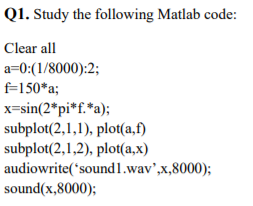 Q1. Study the following Matlab code:
Clear all
a=0:(1/8000):2;
f=150*a;
x=sin(2*pi*f.*a);
subplot(2,1,1), plot(a,f)
subplot(2,1,2), plot(a,x)
audiowrite(‘sound1.wav’,x,8000);
sound(x,8000);